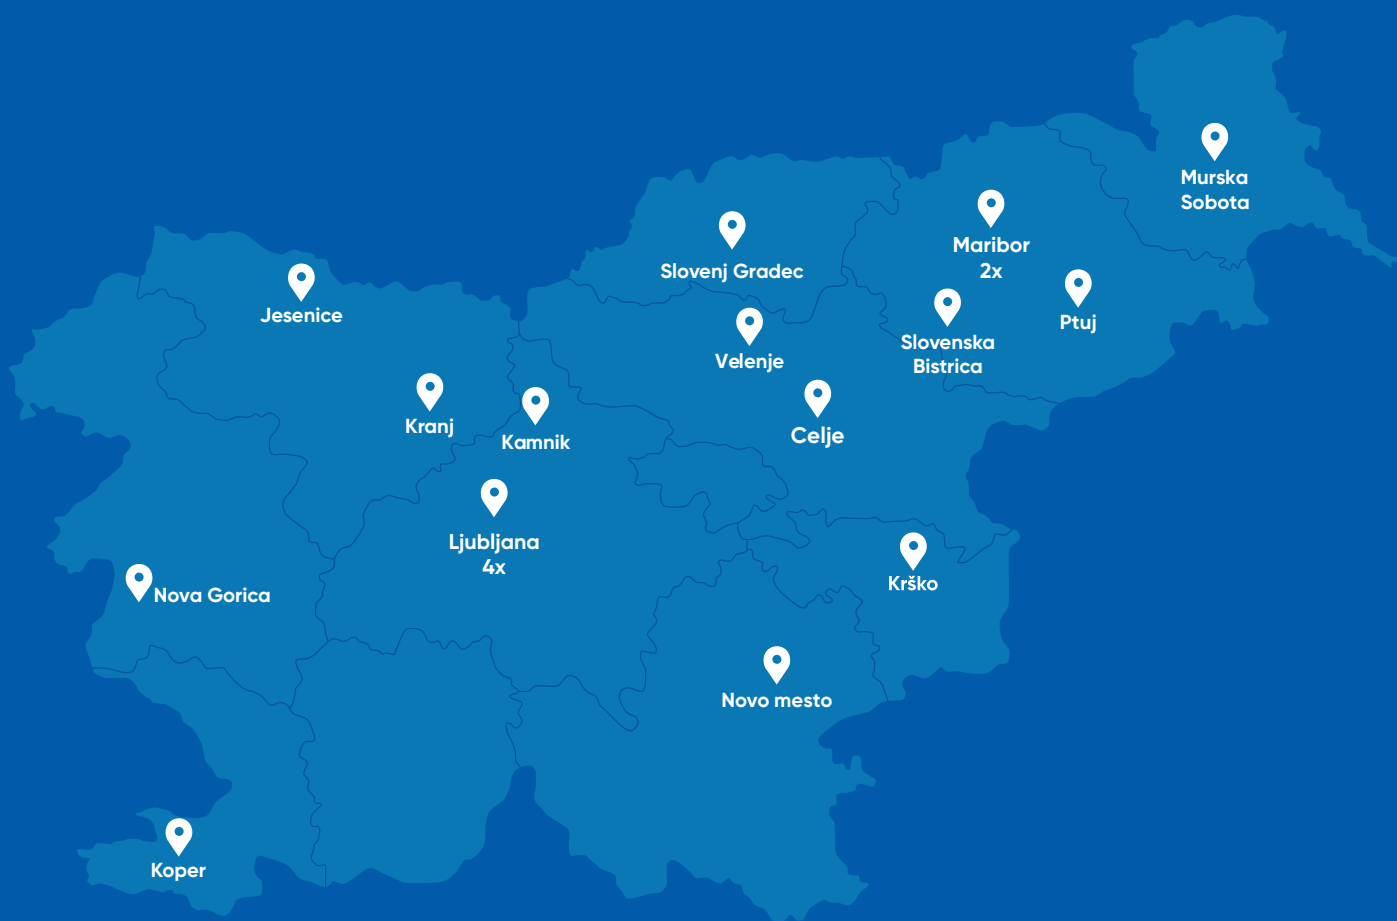 Murska
Sobota
Maribor
2x
Slovenj Gradec
Jesenice
Ptuj
Slovenska
Bistrica
Velenje
Kranj
Kamnik
Celje
Ljubljana
4x
Krško
Nova Gorica
Novo mesto
Koper